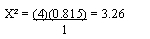 X² = (4)(0.815) = 3.26
1